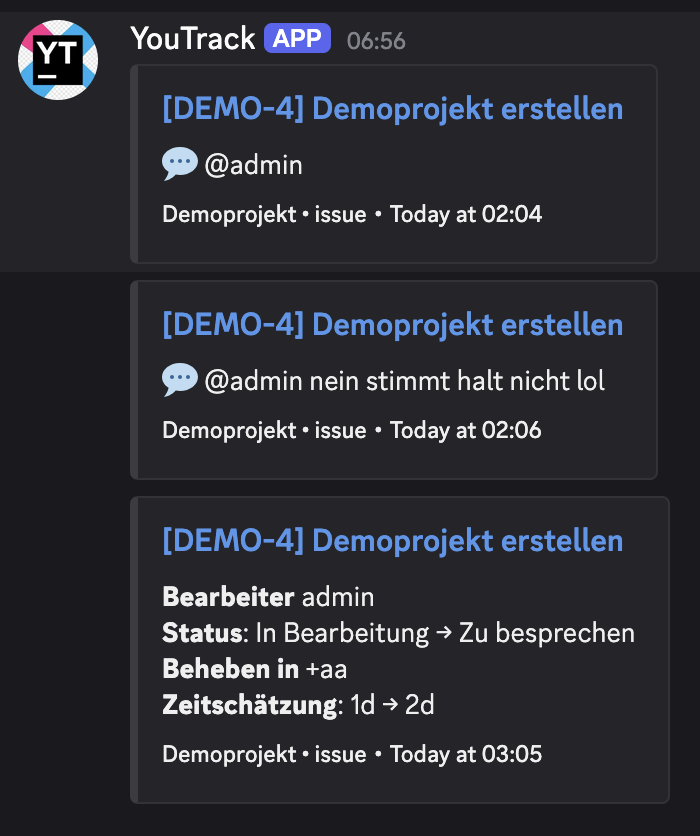 YT
YouTrack APP 06:56
[DEMO-4] Demoprojekt erstellen
💬 @admin
Demoprojekt • issue • Today at 02:04
[DEMO-4] Demoprojekt erstellen
💬 @admin nein stimmt halt nicht lol
Demoprojekt • issue • Today at 02:06
[DEMO-4] Demoprojekt erstellen
Bearbeiter admin
Status: In Bearbeitung → Zu besprechen
Beheben in +aa
Zeitschätzung: 1d → 2d
Demoprojekt • issue • Today at 03:05